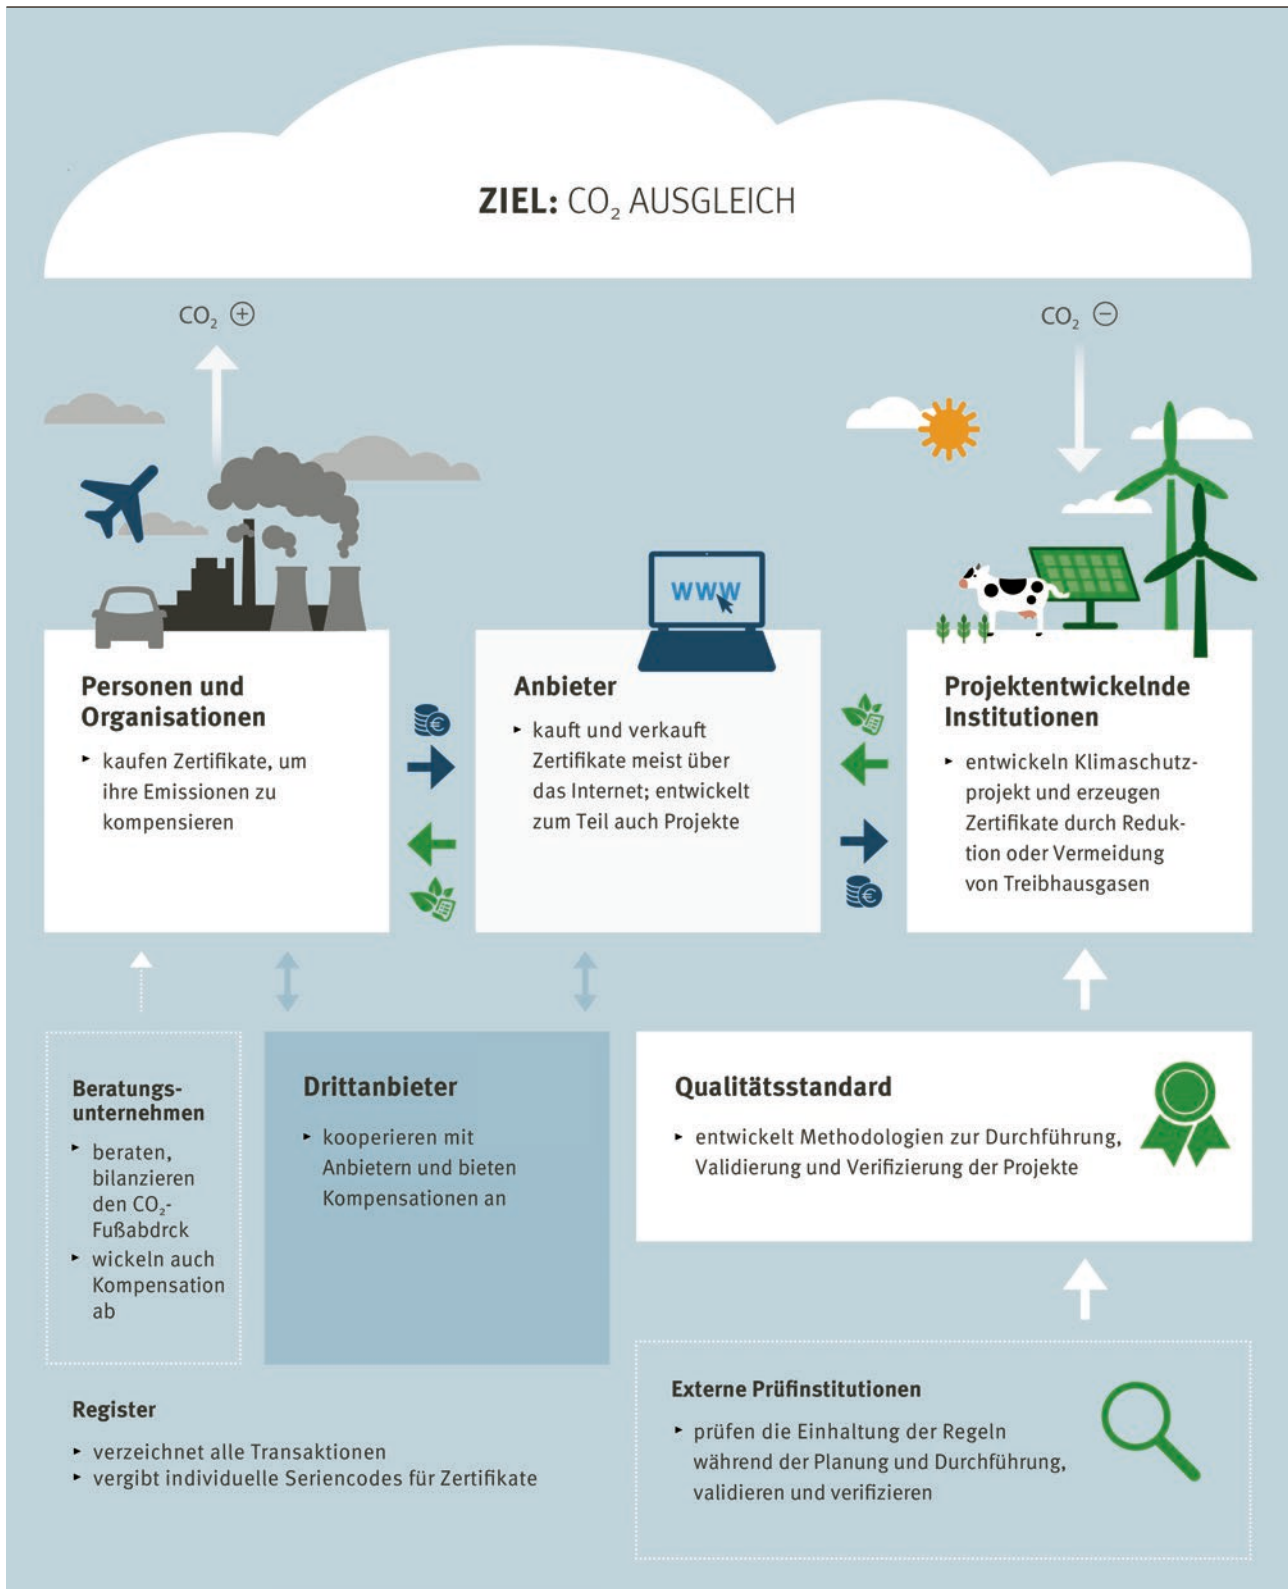 ZIEL: CO₂ AUSGLEICH
CO₂ ⊕
CO₂ ⊖
WWW
Personen und
Organisationen
▸ kaufen Zertifikate, um
ihre Emissionen zu
kompensieren
€
Anbieter
▸ kauft und verkauft
Zertifikate meist über
das Internet; entwickelt
zum Teil auch Projekte
€
Projektentwickelnde
Institutionen
▸ entwickeln Klimaschutz-
projekt und erzeugen
Zertifikate durch Reduk-
tion oder Vermeidung
von Treibhausgasen
Beratungs-
unternehmen
▸ beraten,
bilanzieren
den CO₂-
Fußabdrck
▸ wickeln auch
Kompensation
ab
Drittanbieter
▸ kooperieren mit
Anbietern und bieten
Kompensationen an
Qualitätsstandard
▸ entwickelt Methodologien zur Durchführung,
Validierung und Verifizierung der Projekte
Register
▸ verzeichnet alle Transaktionen
▸ vergibt individuelle Seriencodes für Zertifikate
Externe Prüfinstitutionen
▸ prüfen die Einhaltung der Regeln
während der Planung und Durchführung,
validieren und verifizieren